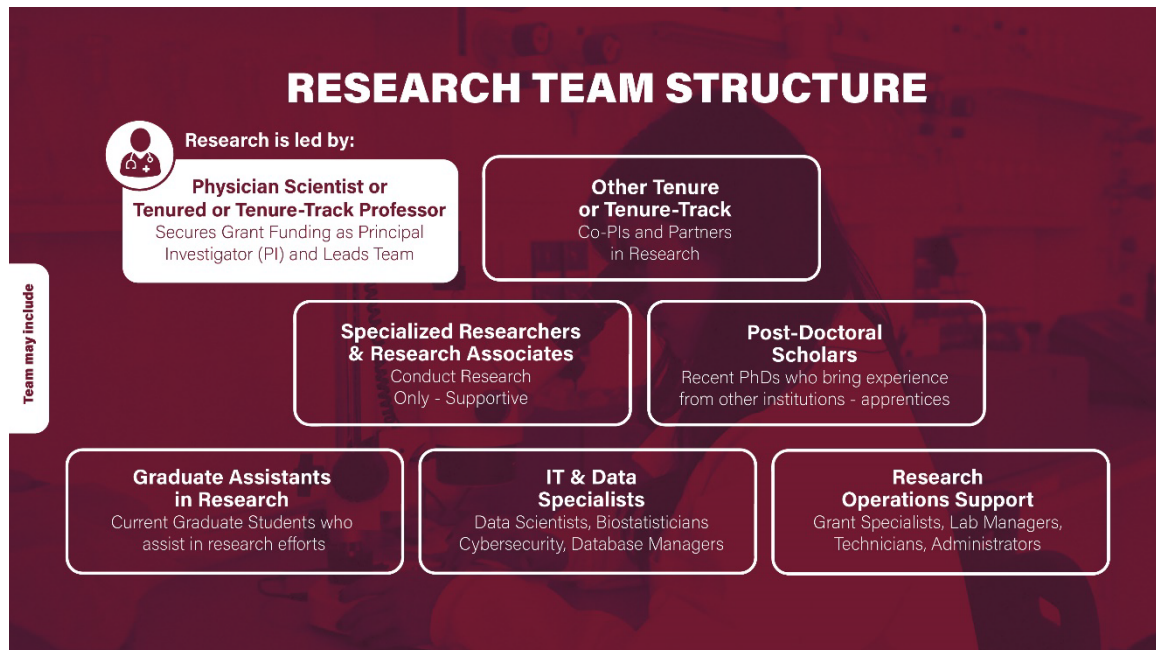 RESEARCH TEAM STRUCTURE
Research is led by:
Physician Scientist or
Tenured or Tenure-Track Professor
Secures Grant Funding as Principal
Investigator (PI) and Leads Team
Other Tenure
or Tenure-Track
Co-PIs and Partners
in Research
Team may include
Specialized Researchers
& Research Associates
Conduct Research
Only - Supportive
Post-Doctoral
Scholars
Recent PhDs who bring experience
from other institutions - apprentices
Graduate Assistants
in Research
Current Graduate Students who
assist in research efforts
IT & Data
Specialists
Data Scientists, Biostatisticians
Cybersecurity, Database Managers
Research
Operations Support
Grant Specialists, Lab Managers,
Technicians, Administrators